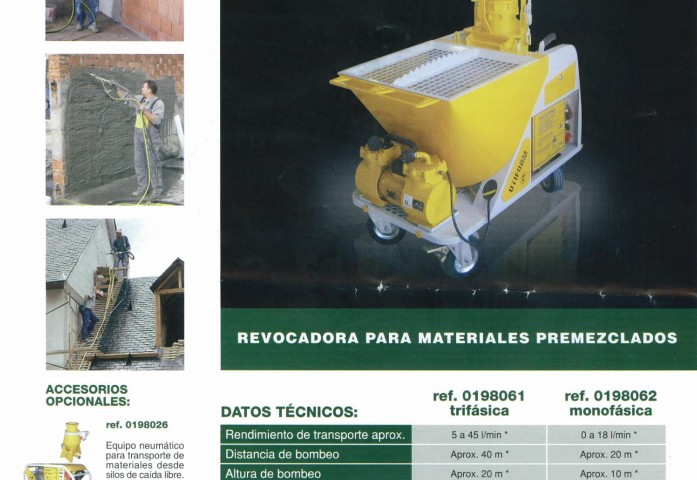 UTIFORM
REVOCADORA PARA MATERIALES PREMEZCLADOS
ACCESORIOS
OPCIONALES:
ref. 0198026
Equipo neumático
para transporte de
materiales desde
silos de caída libre.
DATOS TÉCNICOS:
ref. 0198061 ref. 0198062
trifásica monofásica
Rendimiento de transporte aprox. 5 a 45 l/min * 0 a 18 l/min *
Distancia de bombeo Aprox. 40 m * Aprox. 20 m *
Altura de bombeo Aprox. 20 m * Aprox. 10 m *